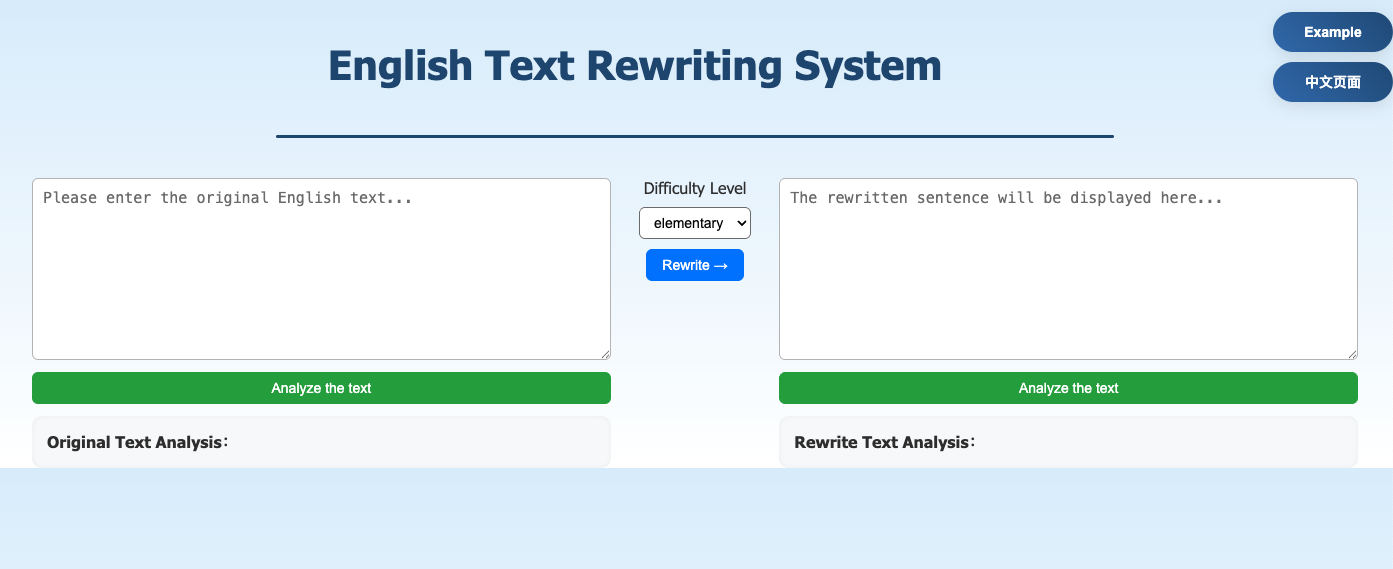 Example
中文页面
English Text Rewriting System
Please enter the original English text...
Difficulty Level
elementary
Rewrite →
The rewritten sentence will be displayed here...
Analyze the text
Analyze the text
Original Text Analysis：
Rewrite Text Analysis：